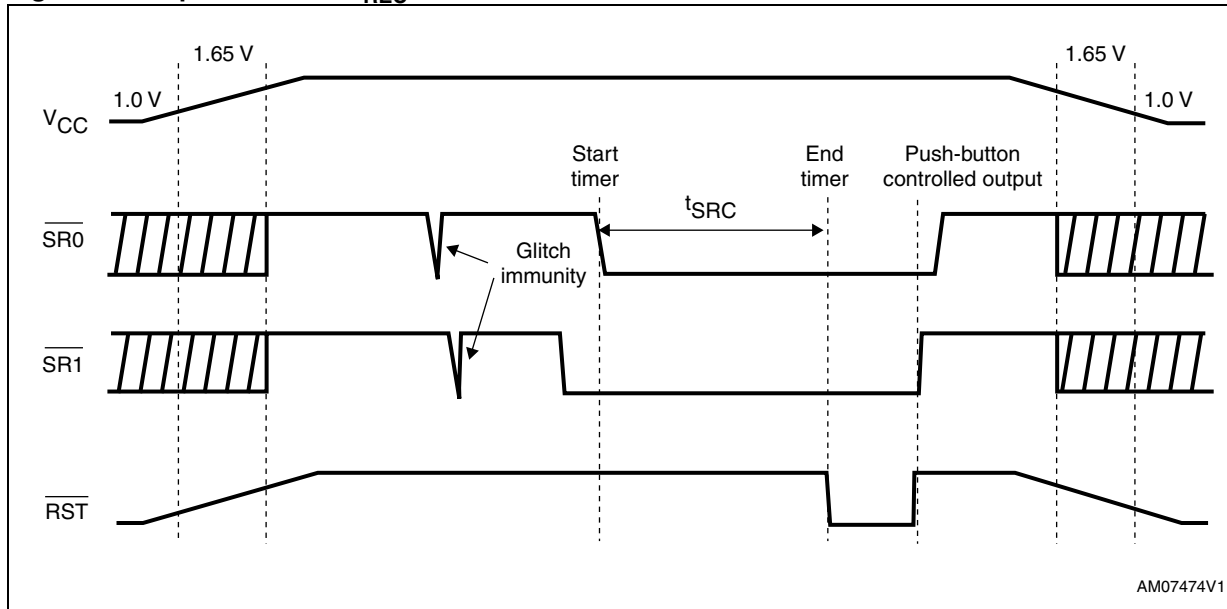 REC
1.65 V
1.65 V
1.0 V
1.0 V
VCC
Start
timer
End
timer
Push-button
controlled output
tSRC
SR0
Glitch
immunity
SR1
RST
AM07474V1